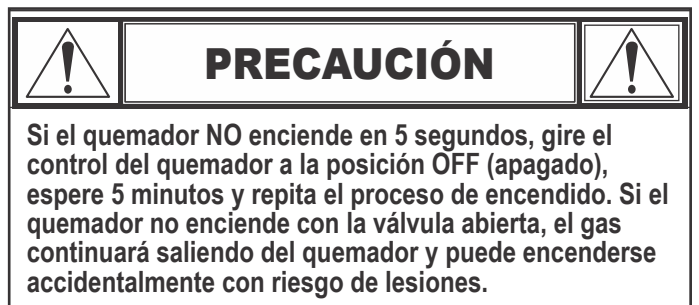 PRECAUCIÓN
Si el quemador NO enciende en 5 segundos, gire el
control del quemador a la posición OFF (apagado),
espere 5 minutos y repita el proceso de encendido. Si el
quemador no enciende con la válvula abierta, el gas
continuará saliendo del quemador y puede encenderse
accidentalmente con riesgo de lesiones.